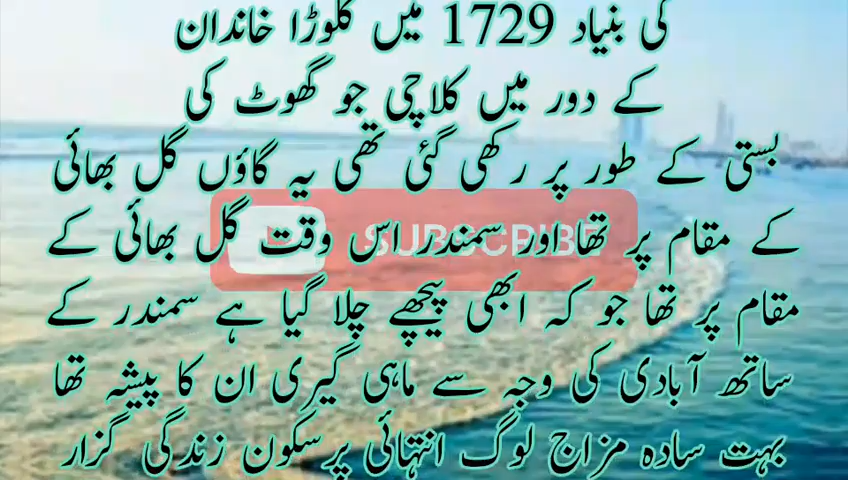 کی بنیاد 1729 میں کلوڑا خاندان
کے دور میں کلاچی جو گھوٹ کی
بستی کے طور پر رکھی گئی تھی یہ گاؤں گل بھائی
کے مقام پر تھا اور سمندر اس وقت گل بھائی کے
SUBSCRIBE
مقام پر تھا جو کہ ابھی پیچھے چلا گیا ہے سمندر کے
ساتھ آبادی کی وجہ سے ماہی گیری ان کا پیشہ تھا
بہت سادہ مزاج لوگ انتہائی پرسکون زندگی گزار